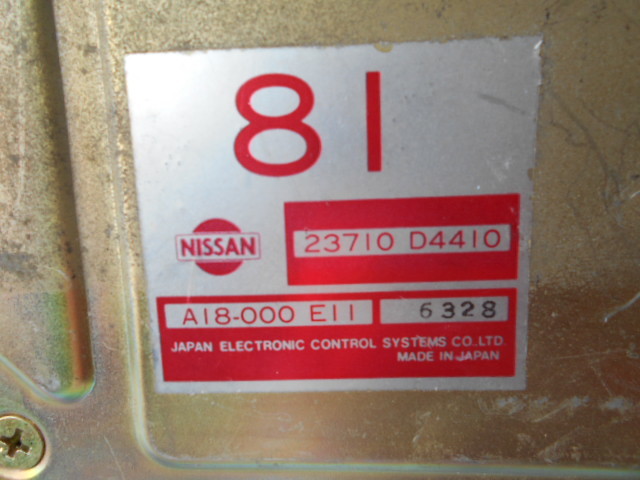 81
NISSAN
23710 D4410
A18-000 E11
6328
JAPAN ELECTRONIC CONTROL SYSTEMS CO.,LTD.
MADE IN JAPAN